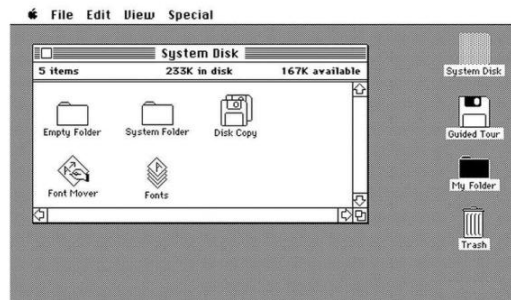 File Edit View Special
System Disk
5 items 233K in disk 167K available
Empty Folder System Folder Disk Copy
Font Mover Fonts
System Disk
Guided Tour
My Folder
Trash